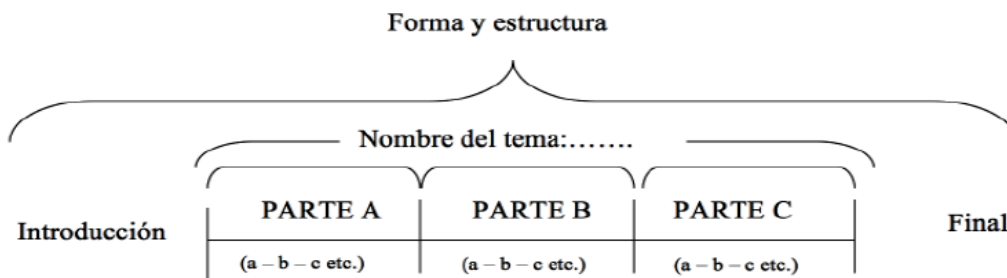 Forma y estructura
Nombre del tema:…….
PARTE A PARTE B PARTE C
Introducción Final
(a – b – c etc.) (a – b – c etc.) (a – b – c etc.)